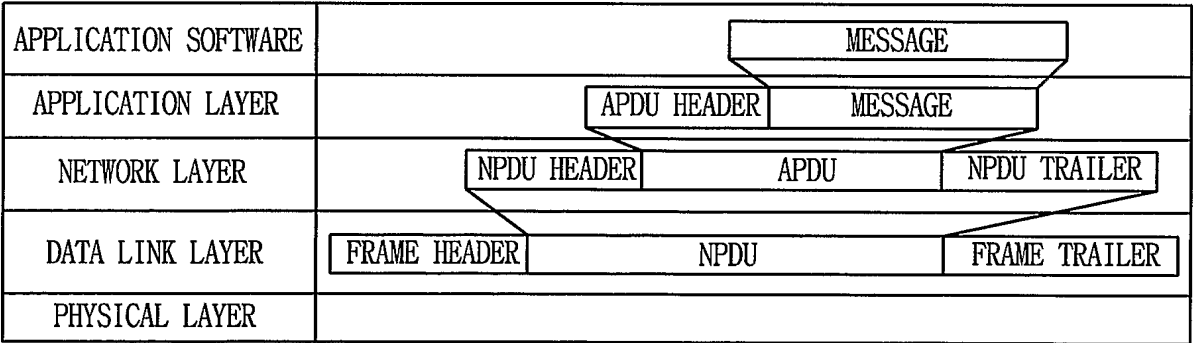 APPLICATION SOFTWARE MESSAGE
APPLICATION LAYER APDU HEADER MESSAGE
NETWORK LAYER NPDU HEADER APDU NPDU TRAILER
DATA LINK LAYER FRAME HEADER NPDU FRAME TRAILER
PHYSICAL LAYER